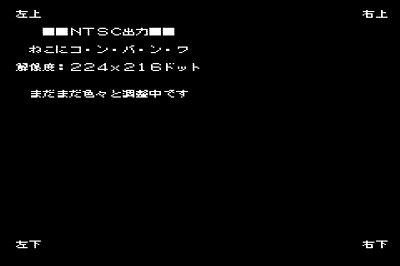 左上 右上
■■NTSC出力■■
ねこにコ・ン・バ・ン・ワ
解像度：224x216ドット
まだまだ色々と調整中です
左下 右下